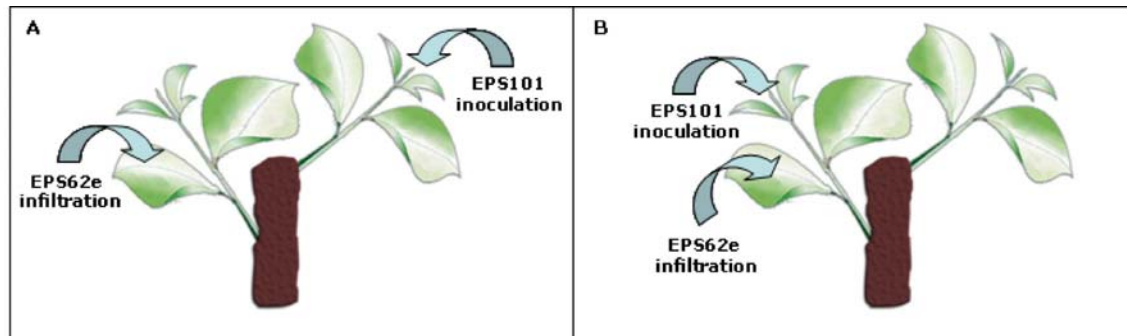 A
EPS101
inoculation
EPS62e
infiltration
B
EPS101
inoculation
EPS62e
infiltration